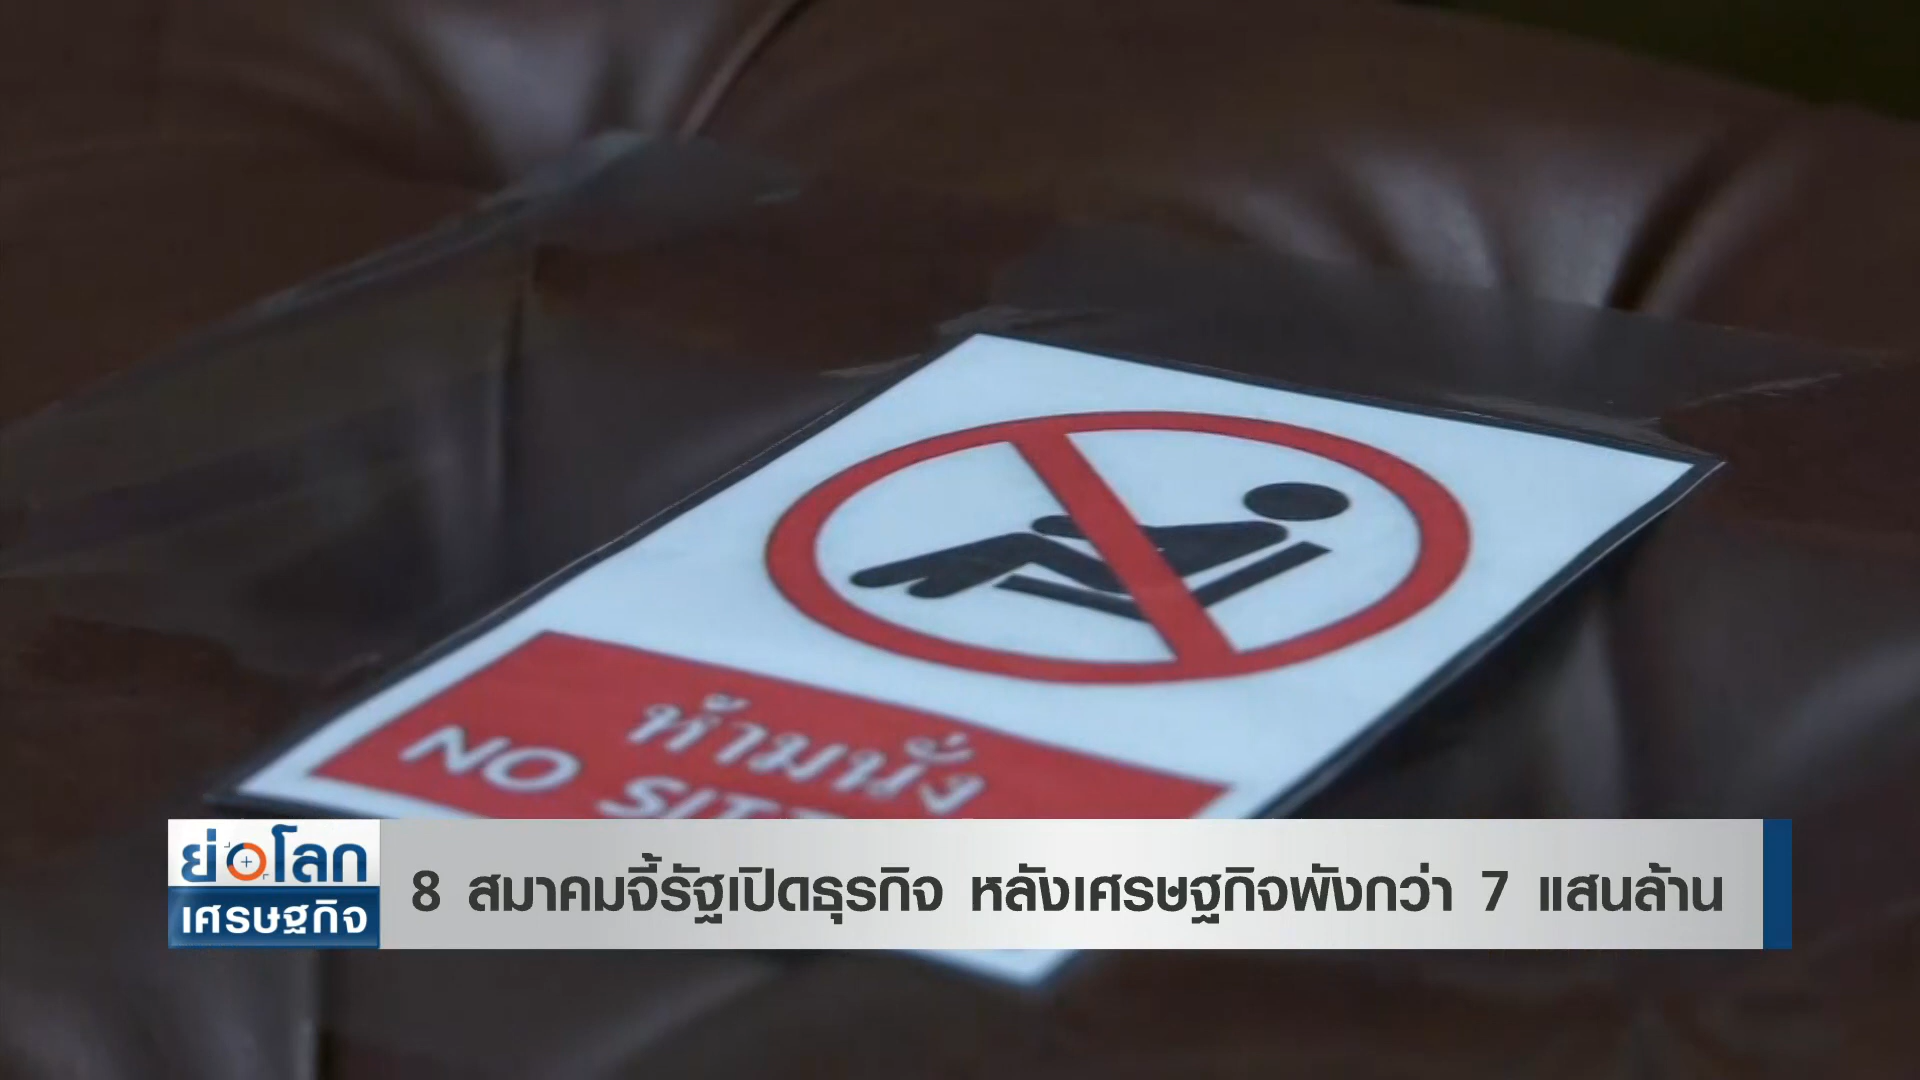 ห้ามนั่ง
NO
ย่อโลก
เศรษฐกิจ
8 สมาคมจี้รัฐเปิดธุรกิจ หลังเศรษฐกิจพังกว่า 7 แสนล้าน